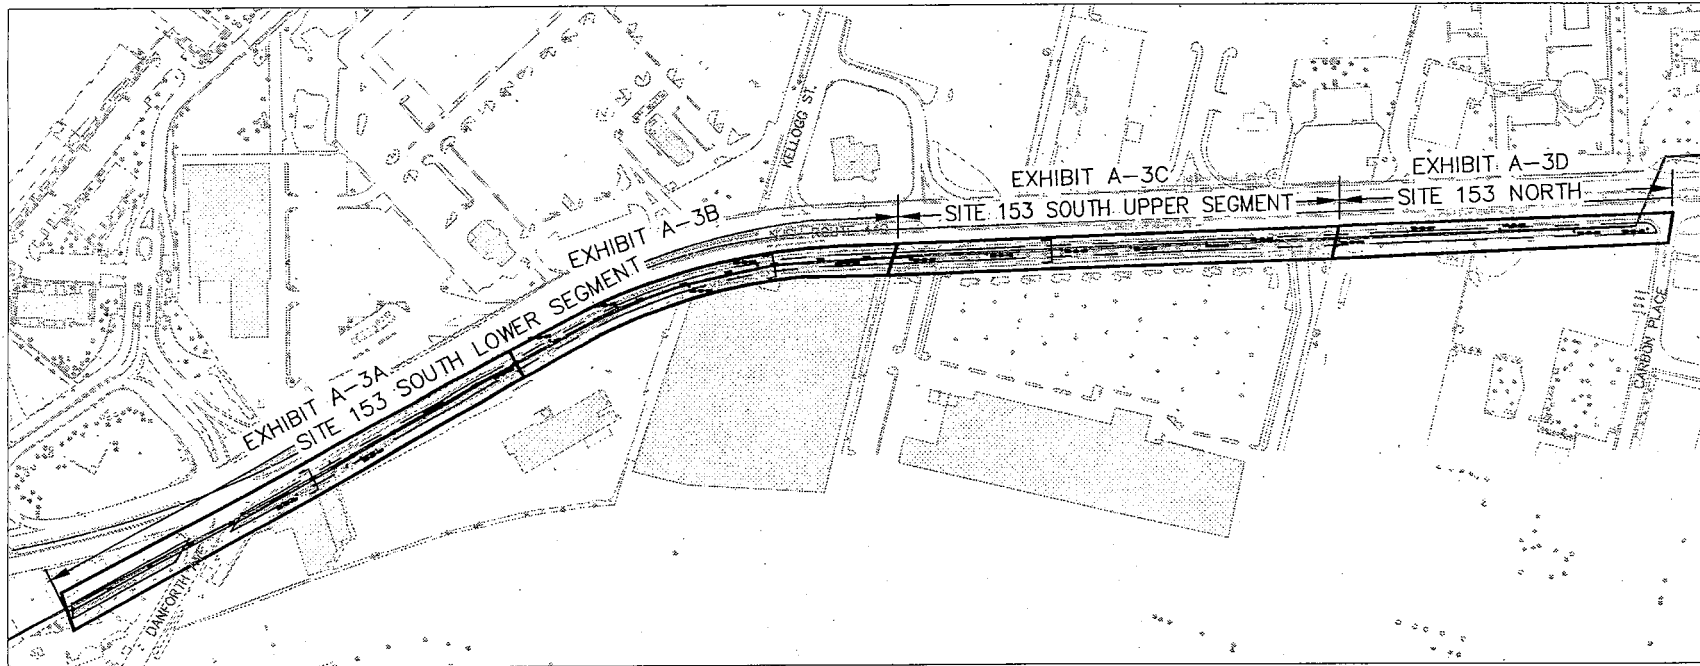 KELLOGG ST.
EXHIBIT A-3C
SITE 153 SOUTH UPPER SEGMENT
EXHIBIT A-3D
SITE 153 NORTH
EXHIBIT A-3B
EXHIBIT A-3A
SITE 153 SOUTH LOWER SEGMENT
DANFORTH AVE
CARBON PLACE